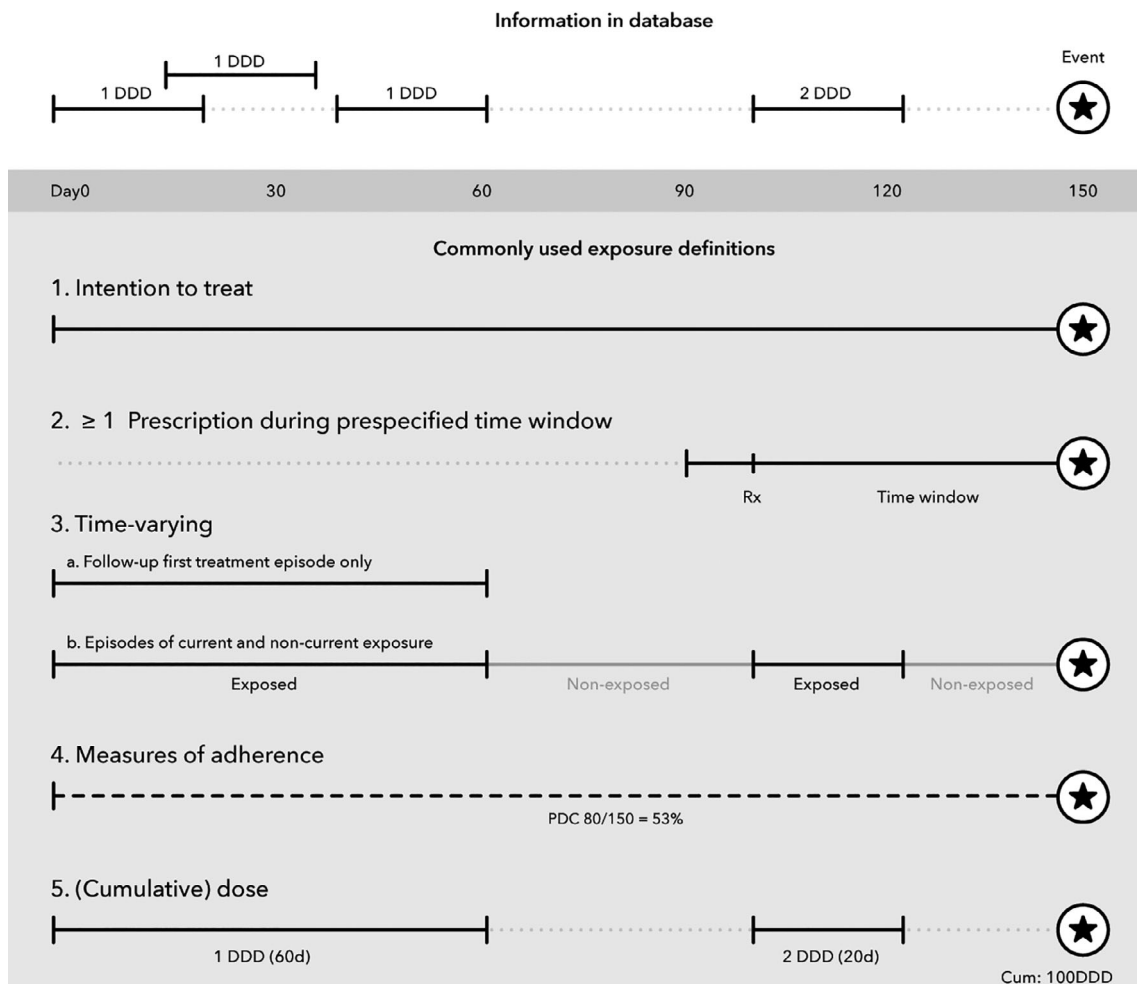 Information in database
1 DDD
Event
1 DDD
1 DDD
2 DDD
Day0 30 60 90 120 150
Commonly used exposure definitions
1. Intention to treat
2. ≥ 1 Prescription during prespecified time window
Rx
Time window
3. Time-varying
a. Follow-up first treatment episode only
b. Episodes of current and non-current exposure
Exposed
Non-exposed
Exposed
Non-exposed
4. Measures of adherence
PDC 80/150 = 53%
5. (Cumulative) dose
1 DDD (60d)
2 DDD (20d)
Cum: 100DDD